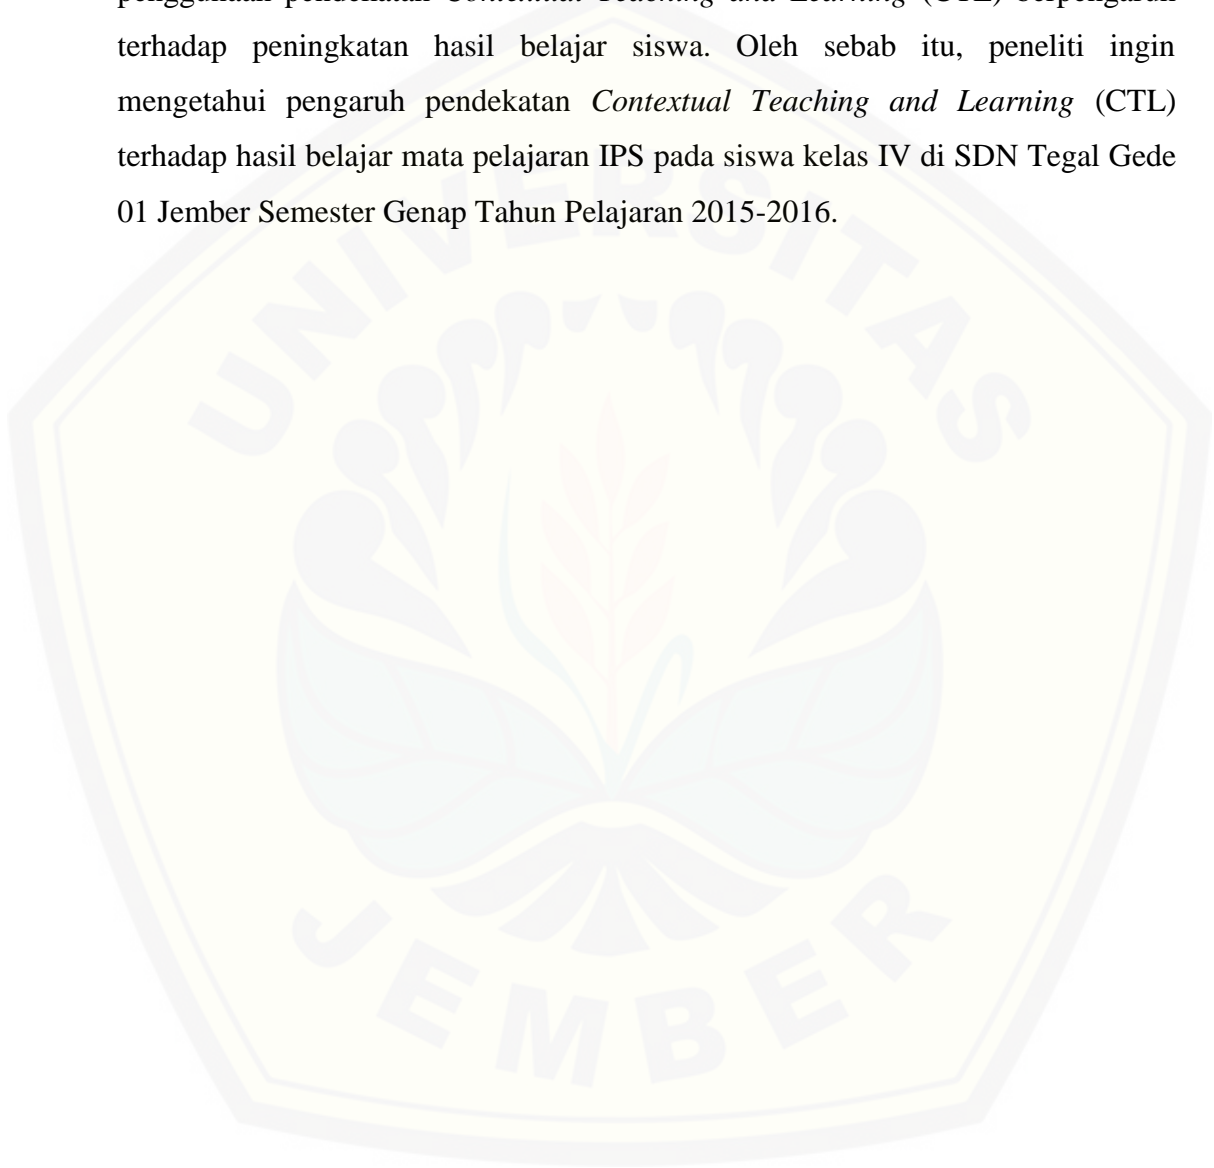 penggunaan pendekatan Contextual Teaching and Learning (CTL) berpengaruh
terhadap peningkatan hasil belajar siswa. Oleh sebab itu, peneliti ingin
mengetahui pengaruh pendekatan Contextual Teaching and Learning (CTL)
terhadap hasil belajar mata pelajaran IPS pada siswa kelas IV di SDN Tegal Gede
01 Jember Semester Genap Tahun Pelajaran 2015-2016.
UNIVERSITAS
JEMBER